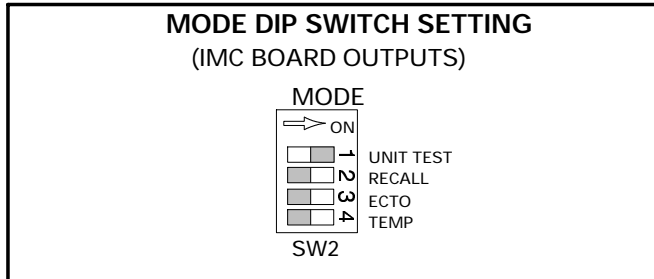 MODE DIP SWITCH SETTING
(IMC BOARD OUTPUTS)
MODE
ON
1 UNIT TEST
2 RECALL
3 ECTO
4 TEMP
SW2